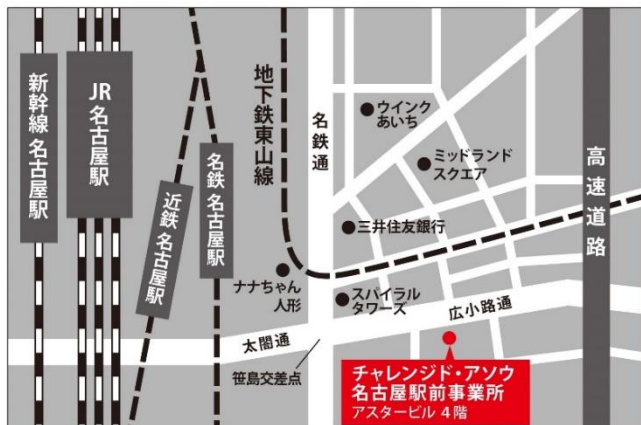 新幹線 名古屋駅
JR 名古屋駅
近鉄 名古屋駅
名鉄 名古屋駅
地下鉄東山線
名鉄通
ウインク
あいち
ミッドランド
スクエア
高速道路
三井住友銀行
ナナちゃん
人形
スパイラル
タワーズ
広小路通
太閤通
笹島交差点
チャレンジド・アソウ
名古屋駅前事業所
アスタービル 4階